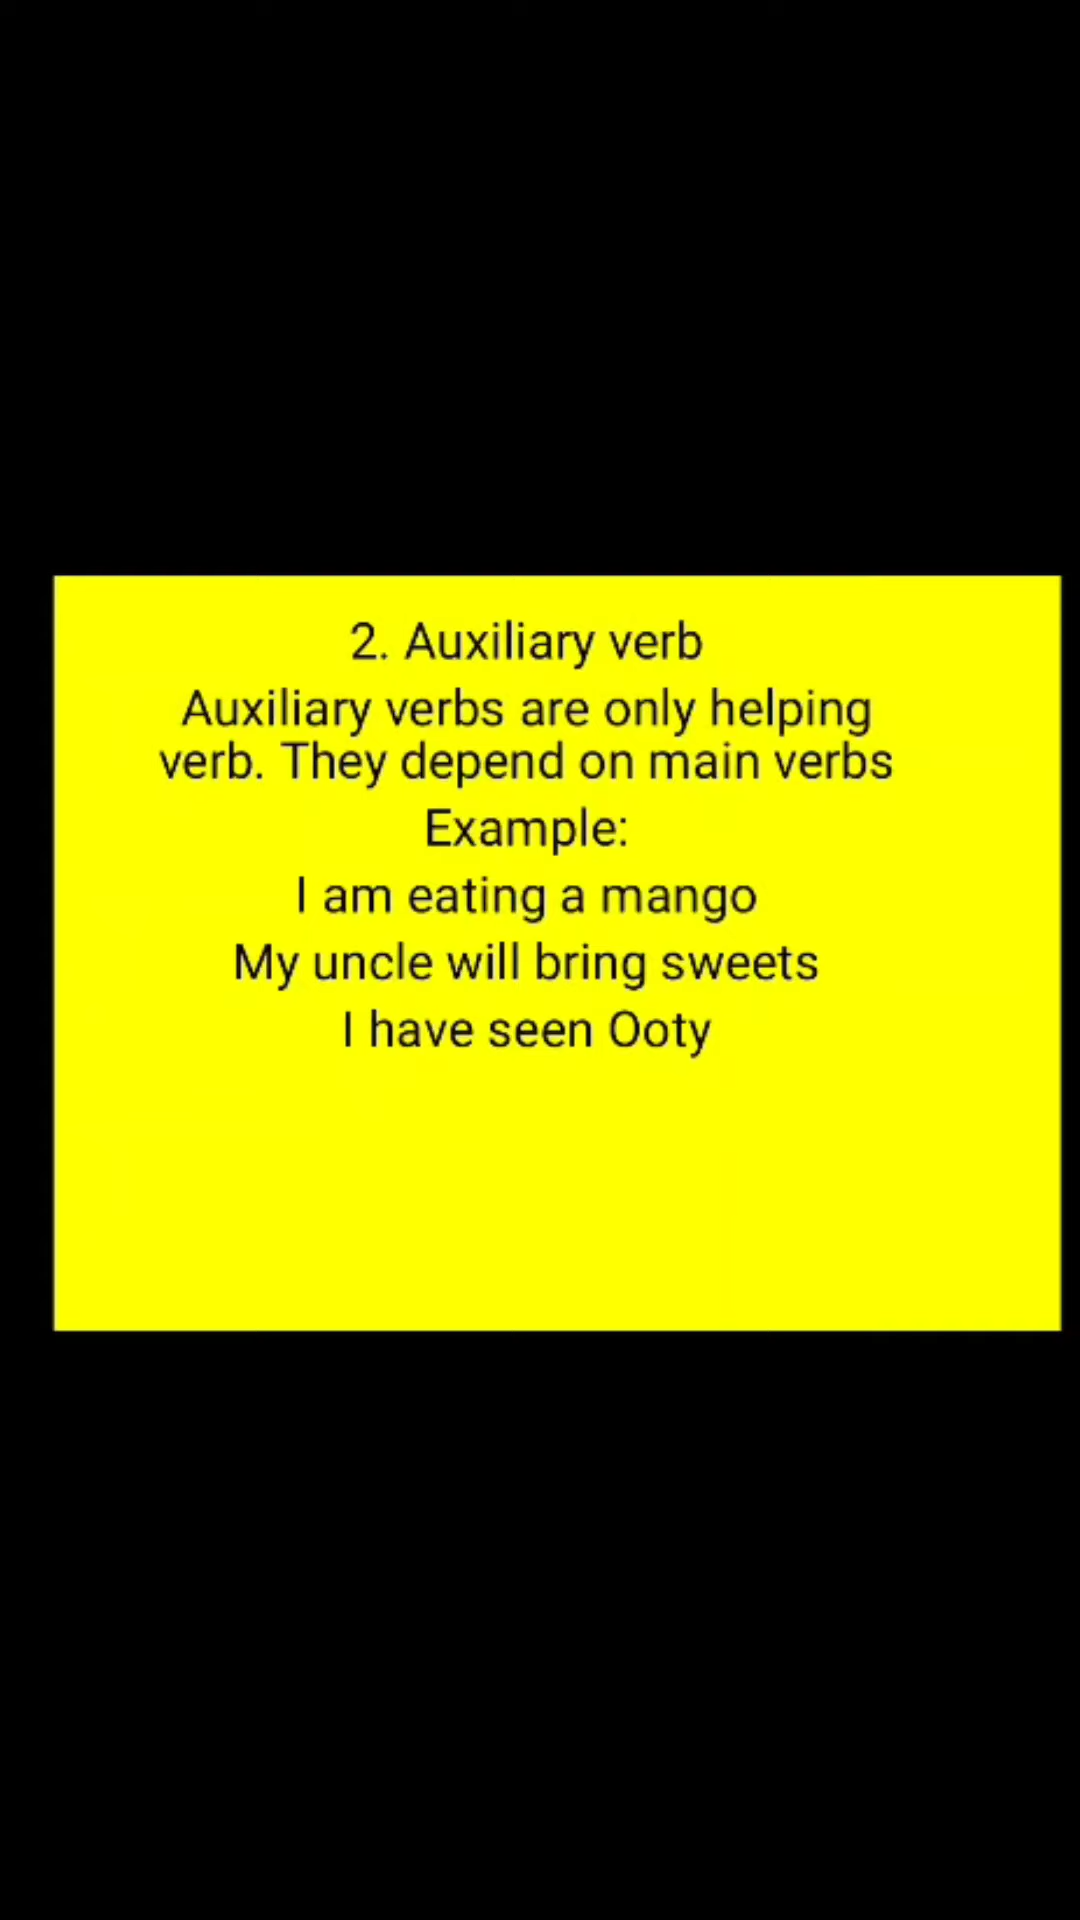 2. Auxiliary verb
Auxiliary verbs are only helping
verb. They depend on main verbs
Example:
I am eating a mango
My uncle will bring sweets
I have seen Ooty